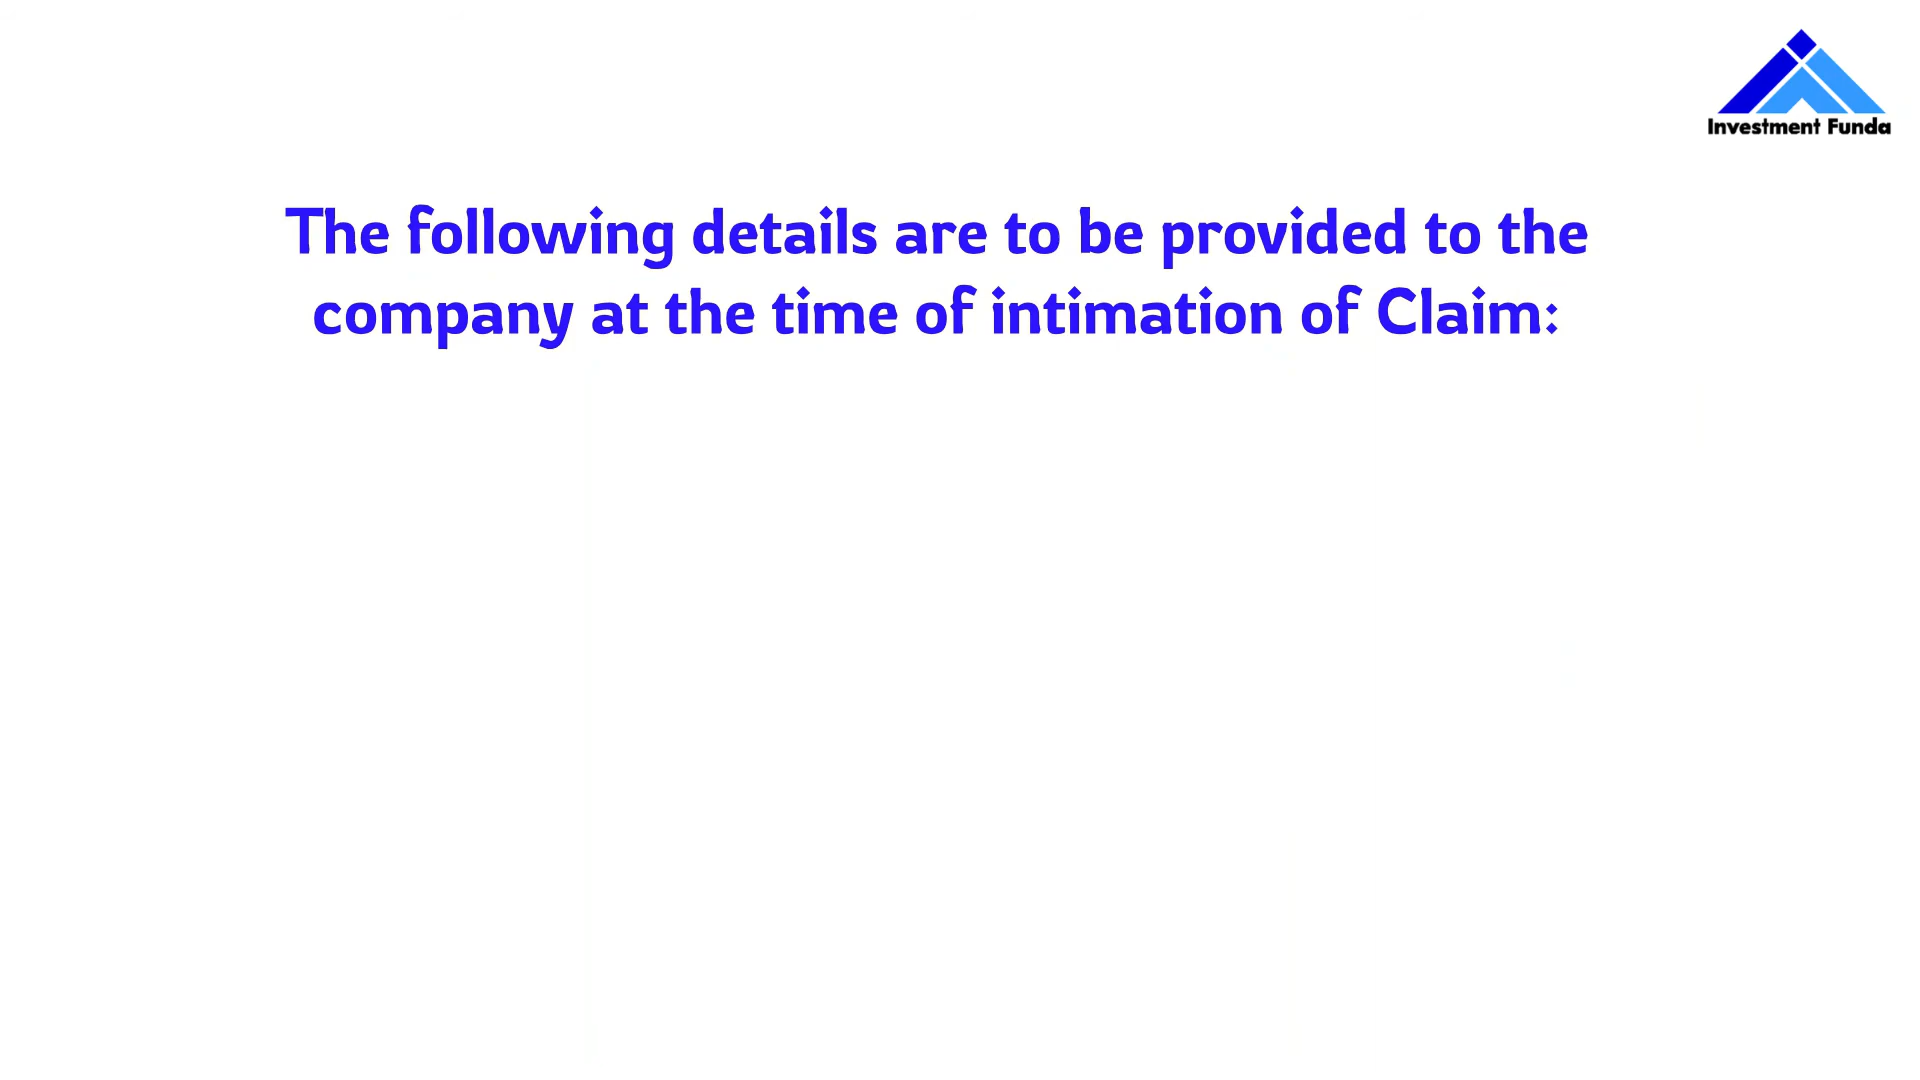 Investment Funda
The following details are to be provided to the
company at the time of intimation of Claim: